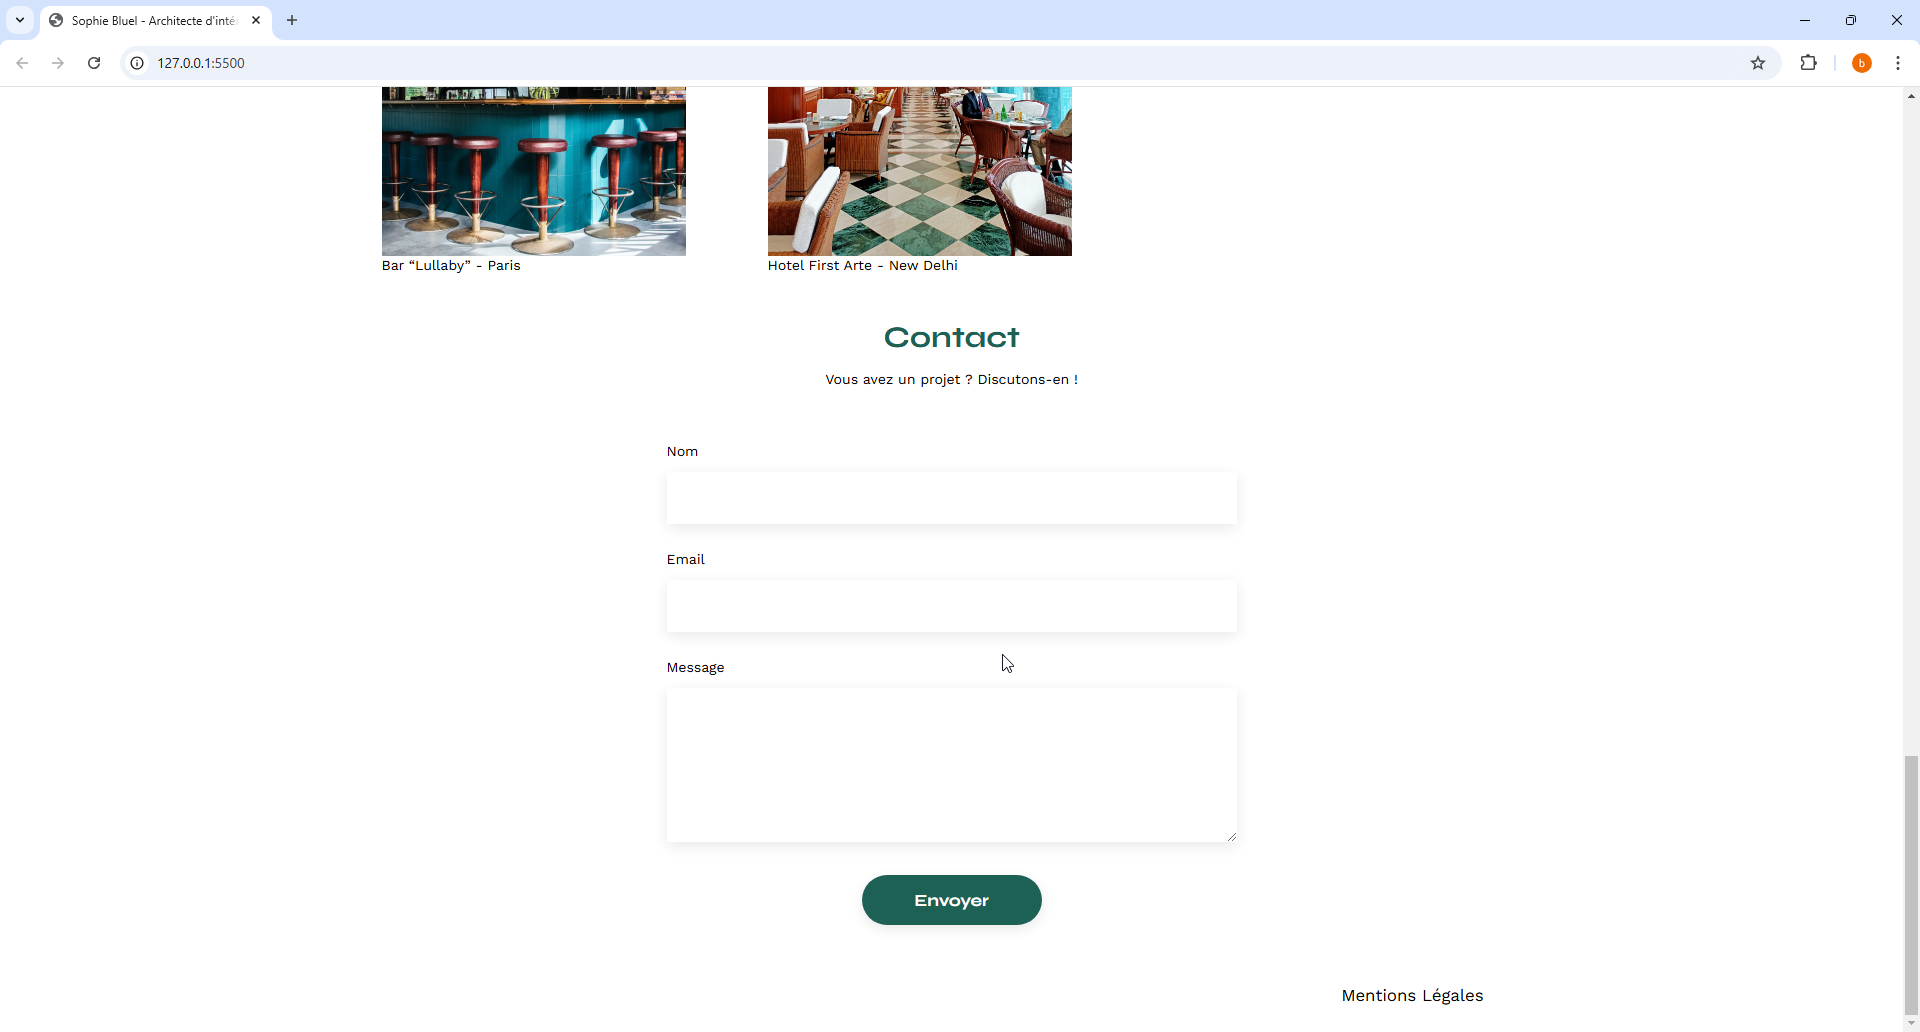 Sophie Bluel - Architecte d'inté
127.0.0.1:5500
b
Bar “Lullaby” - Paris
Hotel First Arte - New Delhi
Contact
Vous avez un projet ? Discutons-en !
Nom
Email
Message
Envoyer
Mentions Légales